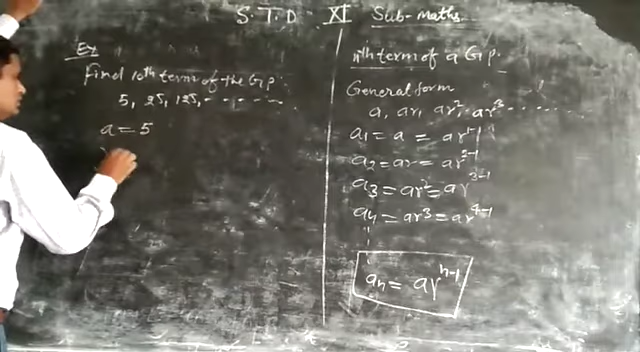 S.T.D XI Sub-Maths.
Ex
Find 10th term of the G.P.
5, 25, 125, - - - - - - -
a = 5
nth term of a G.P.
General form
a, ar, ar², ar³ - - - - - -
a₁ = a = ar¹⁻¹
a₂ = ar = ar²⁻¹
a₃ = ar² = ar³⁻¹
a₄ = ar³ = ar⁴⁻¹
aₙ = arⁿ⁻¹